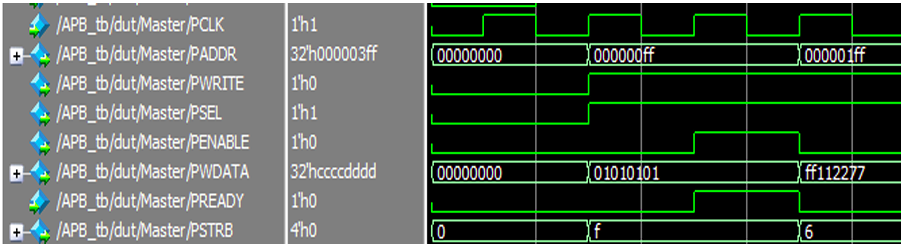 /APB_tb/dut/Master/PCLK 1'h1
/APB_tb/dut/Master/PADDR 32'h000003ff 00000000 000000ff 000001ff
/APB_tb/dut/Master/PWRITE 1'h0
/APB_tb/dut/Master/PSEL 1'h1
/APB_tb/dut/Master/PENABLE 1'h0
/APB_tb/dut/Master/PWDATA 32'hccccdddd 00000000 01010101 ff112277
/APB_tb/dut/Master/PREADY 1'h0
/APB_tb/dut/Master/PSTRB 4'h0 0 f 6